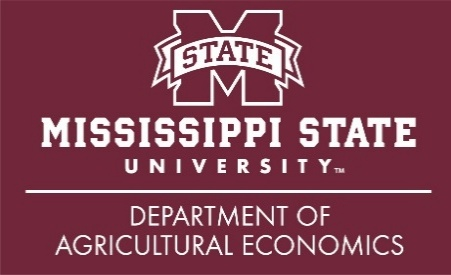 M
STATE
MISSISSIPPI STATE
UNIVERSITY™
DEPARTMENT OF
AGRICULTURAL ECONOMICS